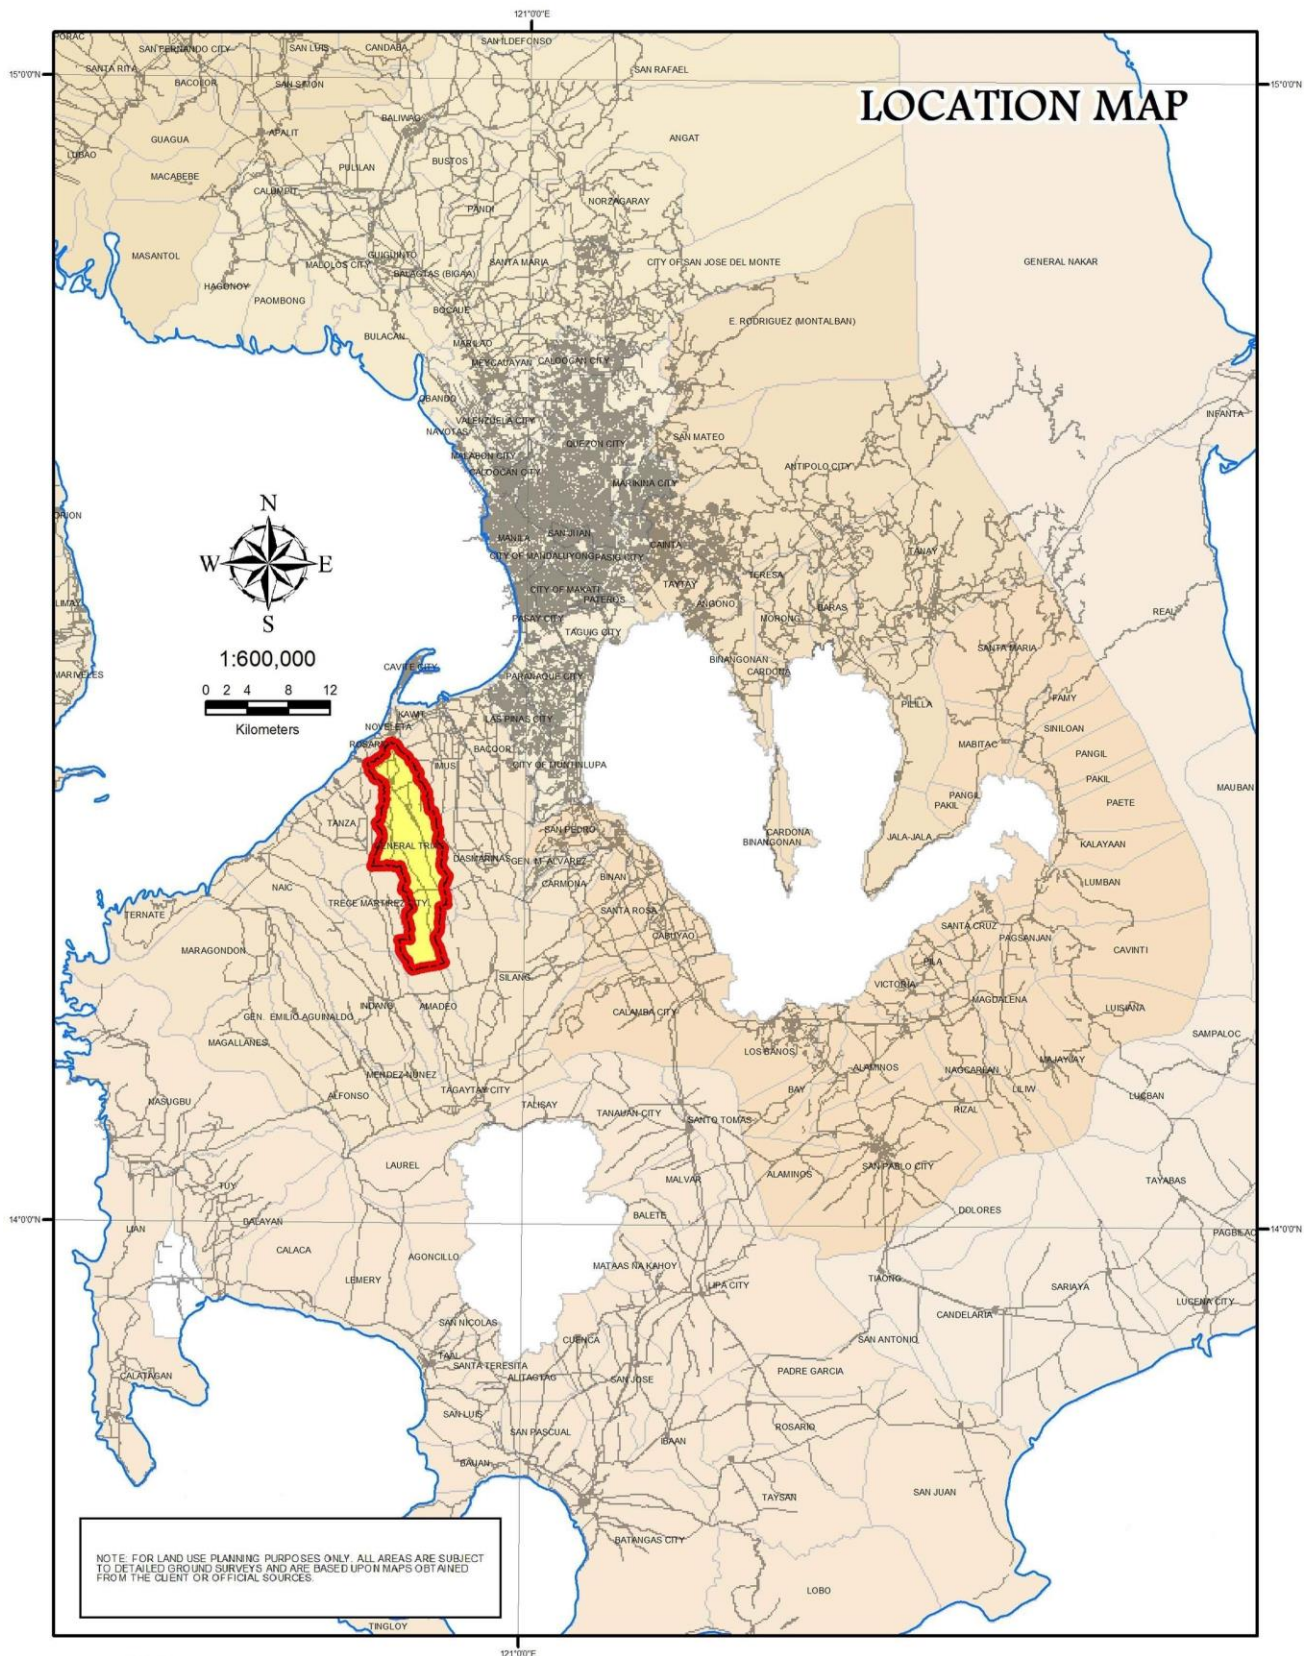 121°0'0"E
PORAC
SAN FERNANDO CITY
SAN LUIS
CANDABA
SAN ILDEFONSO
SANTA RITA
SAN RAFAEL
15°0'0"N
15°0'0"N
BACOLOR
SAN SIMON
LOCATION MAP
GUAGUA
APALIT
BALIWAG
ANGAT
LUBAO
PULILAN
BUSTOS
MACABEBE
CALUMPIT
NORZAGARAY
PANDI
MASANTOL
GUIGUINTO
MALOLOS CITY
SANTA MARIA
CITY OF SAN JOSE DEL MONTE
GENERAL NAKAR
BALAGTAS (BIGAA)
HAGONOY
PAOMBONG
BOCAUE
E. RODRIGUEZ (MONTALBAN)
BULACAN
MARILAO
MEYCAUAYAN
CALOOCAN CITY
OBANDO
VALENZUELA CITY
INFANTA
NAVOTAS
QUEZON CITY
SAN MATEO
MALABON CITY
CALOOCAN CITY
ANTIPOLO CITY
MARIKINA CITY
N
ORION
MANILA
SAN JUAN
CAINTA
CITY OF MANDALUYONG
PASIG CITY
TANAY
W
E
TAYTAY
TERESA
CITY OF MAKATI
PATEROS
LIMAY
ANGONO
BARAS
REAL
S
PASAY CITY
MORONG
TAGUIG CITY
SANTA MARIA
1:600,000
CAVITE CITY
BINANGONAN
CARDONA
MARIVELES
PARANAQUE CITY
0 2 4 8 12
Kilometers
FAMY
PILILLA
KAWIT
LAS PINAS CITY
NOVELETA
SINILOAN
ROSARIO
BACOOR
MABITAC
PANGIL
IMUS
CITY OF MUNTINLUPA
PAKIL
MAUBAN
PANGIL
PAKIL
PAETE
TANZA
SAN PEDRO
CARDONA
BINANGONAN
JALA-JALA
GENERAL TRIAS
KALAYAAN
DASMARINAS
GEN. M. ALVAREZ
BINAN
CARMONA
LUMBAN
NAIC
TRECE MARTIREZ CITY
SANTA ROSA
TERNATE
SANTA CRUZ
CABUYAO
PAGSANJAN
MARAGONDON
CAVINTI
PILA
SILANG
VICTORIA
MAGDALENA
INDANG
AMADEO
LUISIANA
GEN. EMILIO AGUINALDO
CALAMBA CITY
SAMPALOC
MAGALLANES
LOS BANOS
MAJAYJAY
ALAMINOS
NAGCARLAN
MENDEZ-NUNEZ
LILIW
BAY
ALFONSO
TAGAYTAY CITY
LUCBAN
NASUGBU
TALISAY
RIZAL
TANAUAN CITY
SANTO TOMAS
LAUREL
SAN PABLO CITY
ALAMINOS
MALVAR
TAYABAS
TUY
DOLORES
BALETE
14°0'0"N
14°0'0"N
LIAN
BALAYAN
PAGBILAO
CALACA
AGONCILLO
MATAAS NA KAHOY
LEMERY
TIAONG
LIPA CITY
SARIAYA
LUCENA CITY
CANDELARIA
SAN NICOLAS
CUENCA
SAN ANTONIO
TAAL
SANTA TERESITA
PADRE GARCIA
CALATAGAN
ALITAGTAG
SAN JOSE
SAN LUIS
ROSARIO
SAN PASCUAL
IBAAN
BAUAN
SAN JUAN
TAYSAN
BATANGAS CITY
NOTE: FOR LAND USE PLANNING PURPOSES ONLY. ALL AREAS ARE SUBJECT
TO DETAILED GROUND SURVEYS AND ARE BASED UPON MAPS OBTAINED
FROM THE CLIENT OR OFFICIAL SOURCES.
LOBO
TINGLOY
121°0'0"E